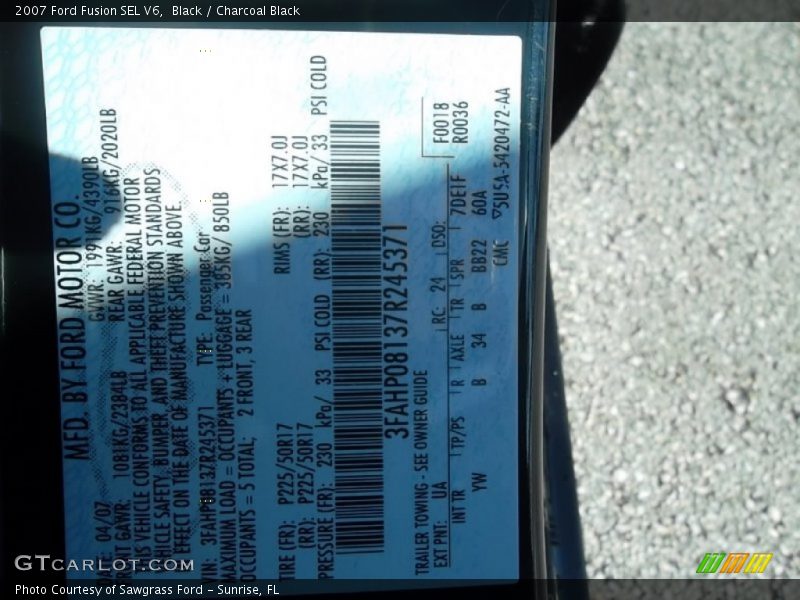 2007 Ford Fusion SEL V6, Black / Charcoal Black
MFD. BY FORD MOTOR CO.
04/07 GVWR: 1991KG/4390LB
GAWR: 1081KG/2384LB REAR GAWR: 916KG/2020LB
THIS VEHICLE CONFORMS TO ALL APPLICABLE FEDERAL MOTOR
VEHICLE SAFETY, BUMPER, AND THEFT PREVENTION STANDARDS
IN EFFECT ON THE DATE OF MANUFACTURE SHOWN ABOVE.
VIN: 3FAHP08137R245371 TYPE: Passenger Car
MAXIMUM LOAD = OCCUPANTS + LUGGAGE = 385KG/ 850LB
OCCUPANTS = 5 TOTAL; 2 FRONT, 3 REAR
TIRE (FR): P225/50R17 RIMS (FR): 17X7.0J
(RR): P225/50R17 (RR): 17X7.0J
PRESSURE (FR): 230 kPa/ 33 PSI COLD (RR): 230 kPa/ 33 PSI COLD
3FAHP08137R245371
TRAILER TOWING - SEE OWNER GUIDE F0018
R0036
EXT PNT: UA RC: 24 DSO:
INT TR TP/PS R AXLE TR SPR 7DE1F
YW B 34 B BB22 60A
CMC 5U5A-5420472-AA
GTCARLOT.COM
Photo Courtesy of Sawgrass Ford - Sunrise, FL